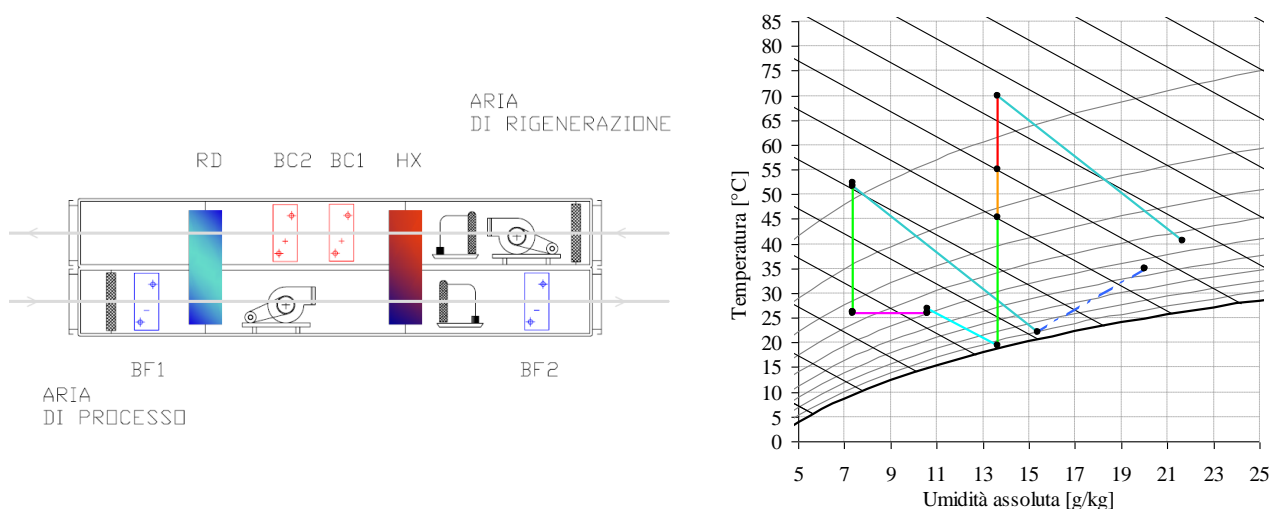 ARIA
DI RIGENERAZIONE
RD BC2 BC1 HX
BF1 BF2
ARIA
DI PROCESSO
85
80
75
70
65
60
55
50
45
40
35
30
25
20
15
10
5
0
Temperatura [°C]
5 7 9 11 13 15 17 19 21 23 25
Umidità assoluta [g/kg]